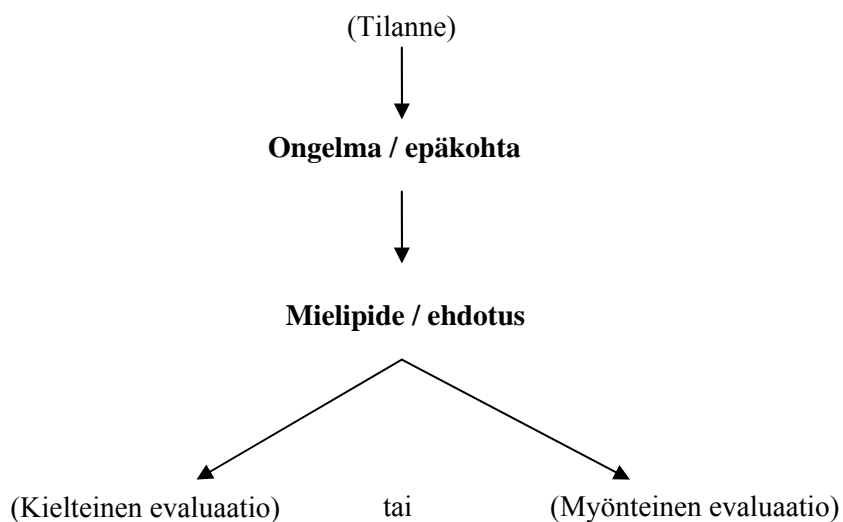 (Tilanne)
Ongelma / epäkohta
Mielipide / ehdotus
(Kielteinen evaluaatio) tai (Myönteinen evaluaatio)